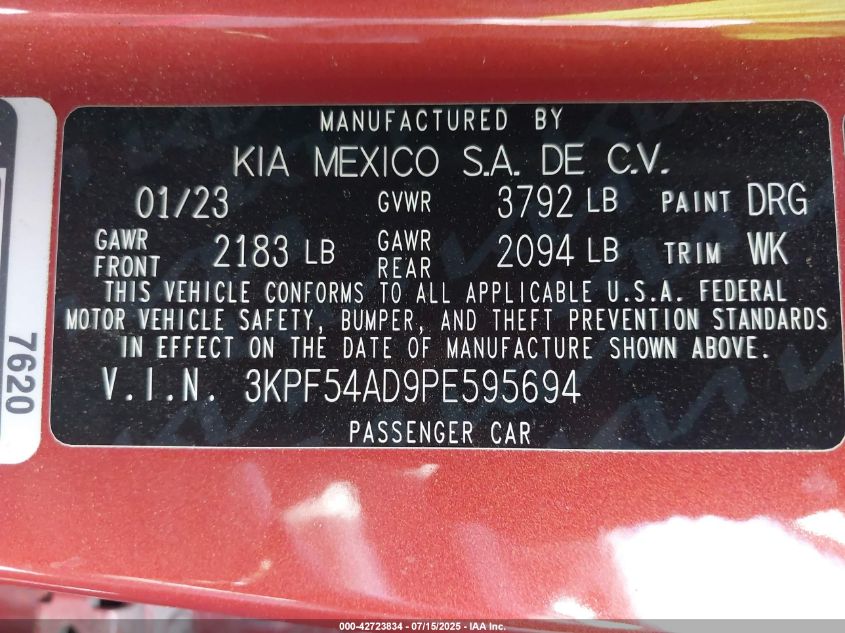 MANUFACTURED BY
KIA MEXICO S.A. DE C.V.
01/23 GVWR 3792 LB PAINT DRG
GAWR FRONT 2183 LB GAWR REAR 2094 LB TRIM WK
THIS VEHICLE CONFORMS TO ALL APPLICABLE U.S.A. FEDERAL
MOTOR VEHICLE SAFETY, BUMPER, AND THEFT PREVENTION STANDARDS
IN EFFECT ON THE DATE OF MANUFACTURE SHOWN ABOVE.
V.I.N. 3KPF54AD9PE595694
PASSENGER CAR
7620
000-42723834 - 07/15/2025 - IAA Inc.